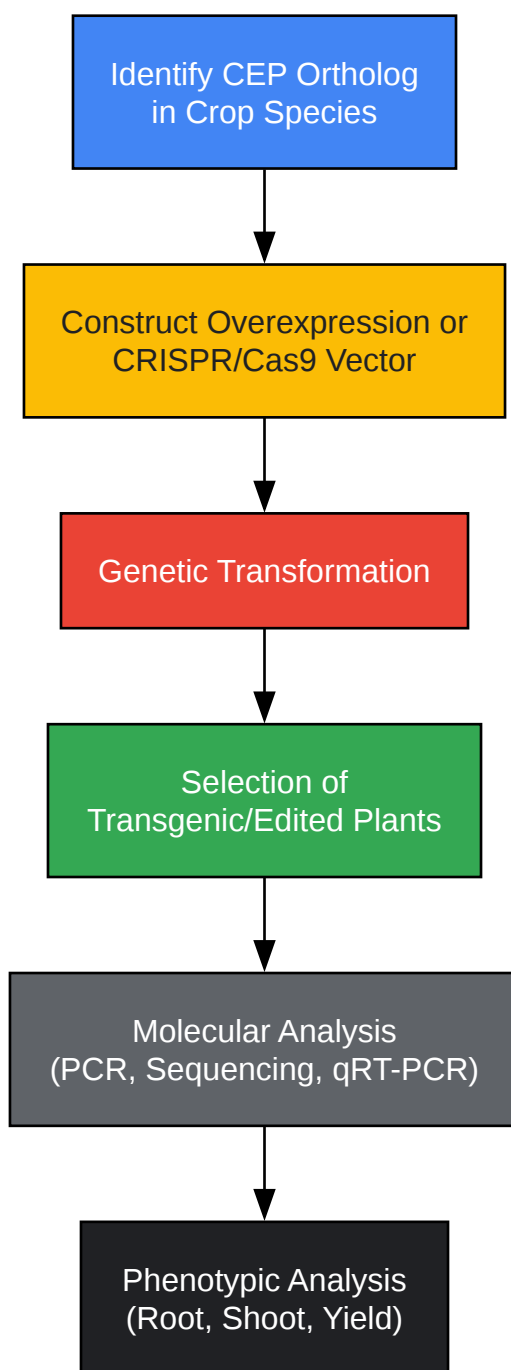 Identify CEP Ortholog
in Crop Species
Construct Overexpression or
CRISPR/Cas9 Vector
Genetic Transformation
Selection of
Transgenic/Edited Plants
Molecular Analysis
(PCR, Sequencing, qRT-PCR)
Phenotypic Analysis
(Root, Shoot, Yield)